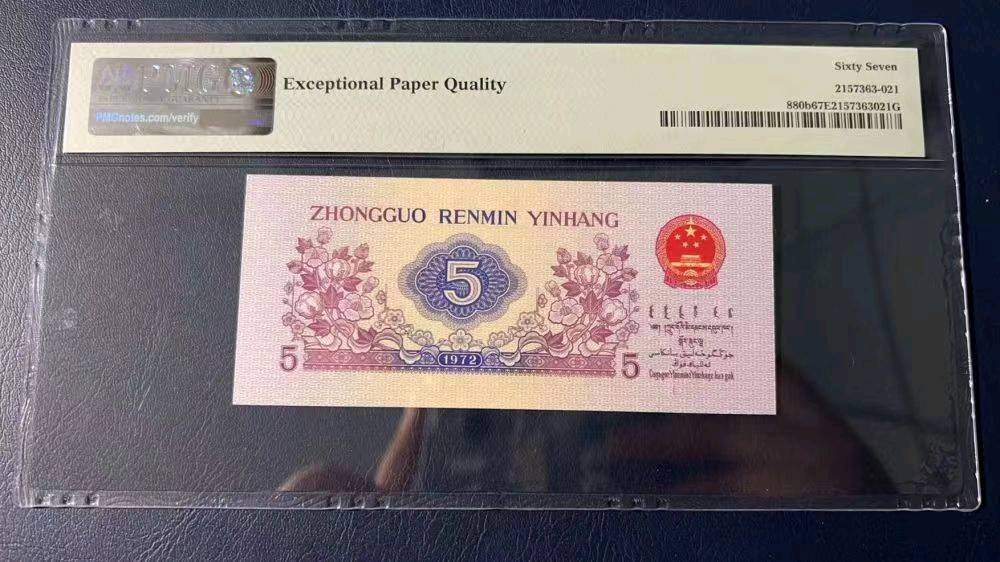 PMG
PMGnotes.com/verify
Exceptional Paper Quality
Sixty Seven
2157363-021
880b67E2157363021G
ZHONGGUO RENMIN YINHANG
5
5
1972
5